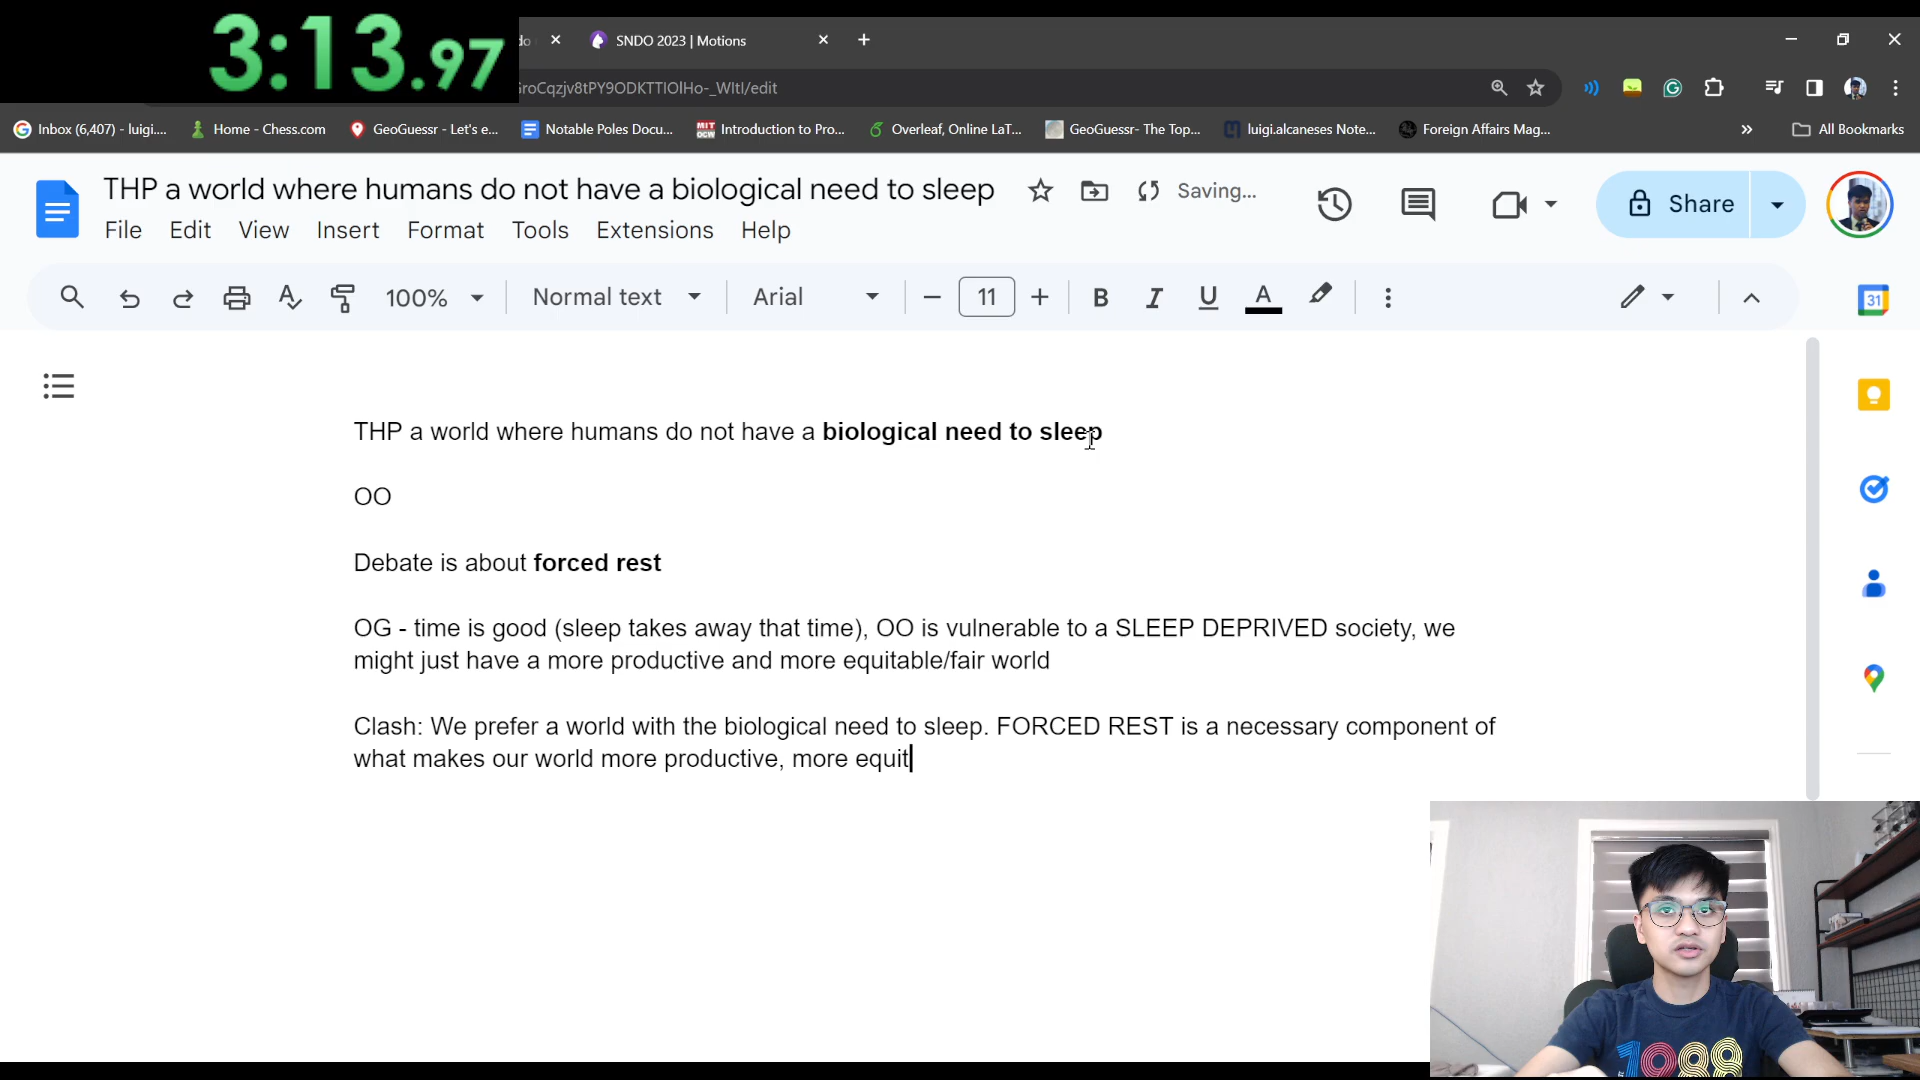 3:13.97
SNDO 2023 | Motions
roCqzjv8tPY9ODKTTIOlHo-_WItI/edit
Inbox (6,407) - luigi....
Home - Chess.com
GeoGuessr - Let's e...
Notable Poles Docu...
Introduction to Pro...
Overleaf, Online LaT...
GeoGuessr- The Top...
luigi.alcaneses Note...
Foreign Affairs Mag...
All Bookmarks
THP a world where humans do not have a biological need to sleep
Saving...
Share
File Edit View Insert Format Tools Extensions Help
100%
Normal text
Arial
11
B I U A
31
THP a world where humans do not have a biological need to sleep
OO
Debate is about forced rest
OG - time is good (sleep takes away that time), OO is vulnerable to a SLEEP DEPRIVED society, we
might just have a more productive and more equitable/fair world
Clash: We prefer a world with the biological need to sleep. FORCED REST is a necessary component of
what makes our world more productive, more equit
1988